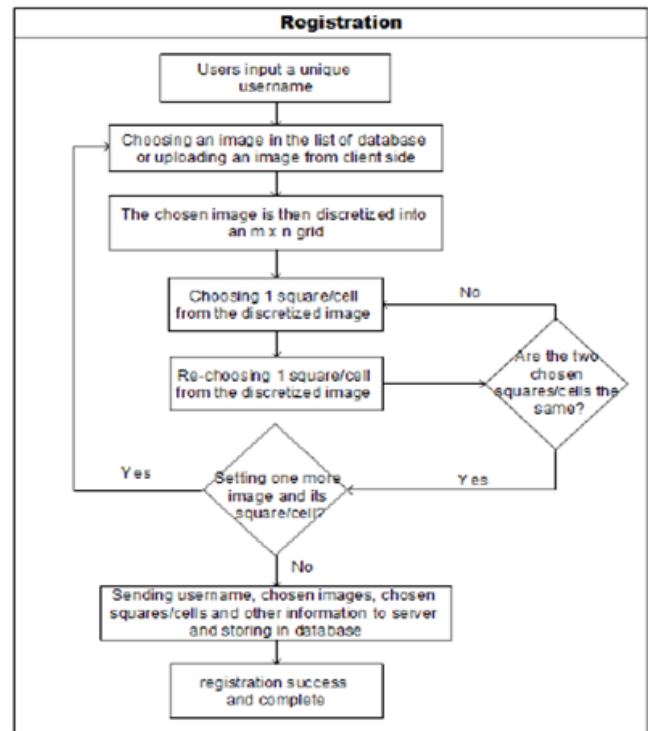 Registration
Users input a unique
username
Choosing an image in the list of database
or uploading an image from client side
The chosen image is then discretized into
an m x n grid
Choosing 1 square/cell
from the discretized image
No
Re-choosing 1 square/cell
from the discretized image
Are the two
chosen
squares/cells the
same?
Yes
Setting one more
image and its
square/cell?
Yes
No
Sending username, chosen images, chosen
squares/cells and other information to server
and storing in database
registration success
and complete